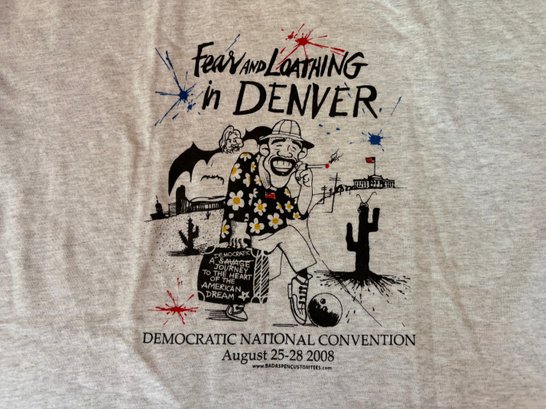 Fear AND LOATHING
in DENVER
DEMOCRATIC
A SAVAGE
JOURNEY
TO THE HEART
OF THE
AMERICAN
DREAM
DEMOCRATIC NATIONAL CONVENTION
August 25-28 2008
www.BADASPENCUSTOMTEES.com